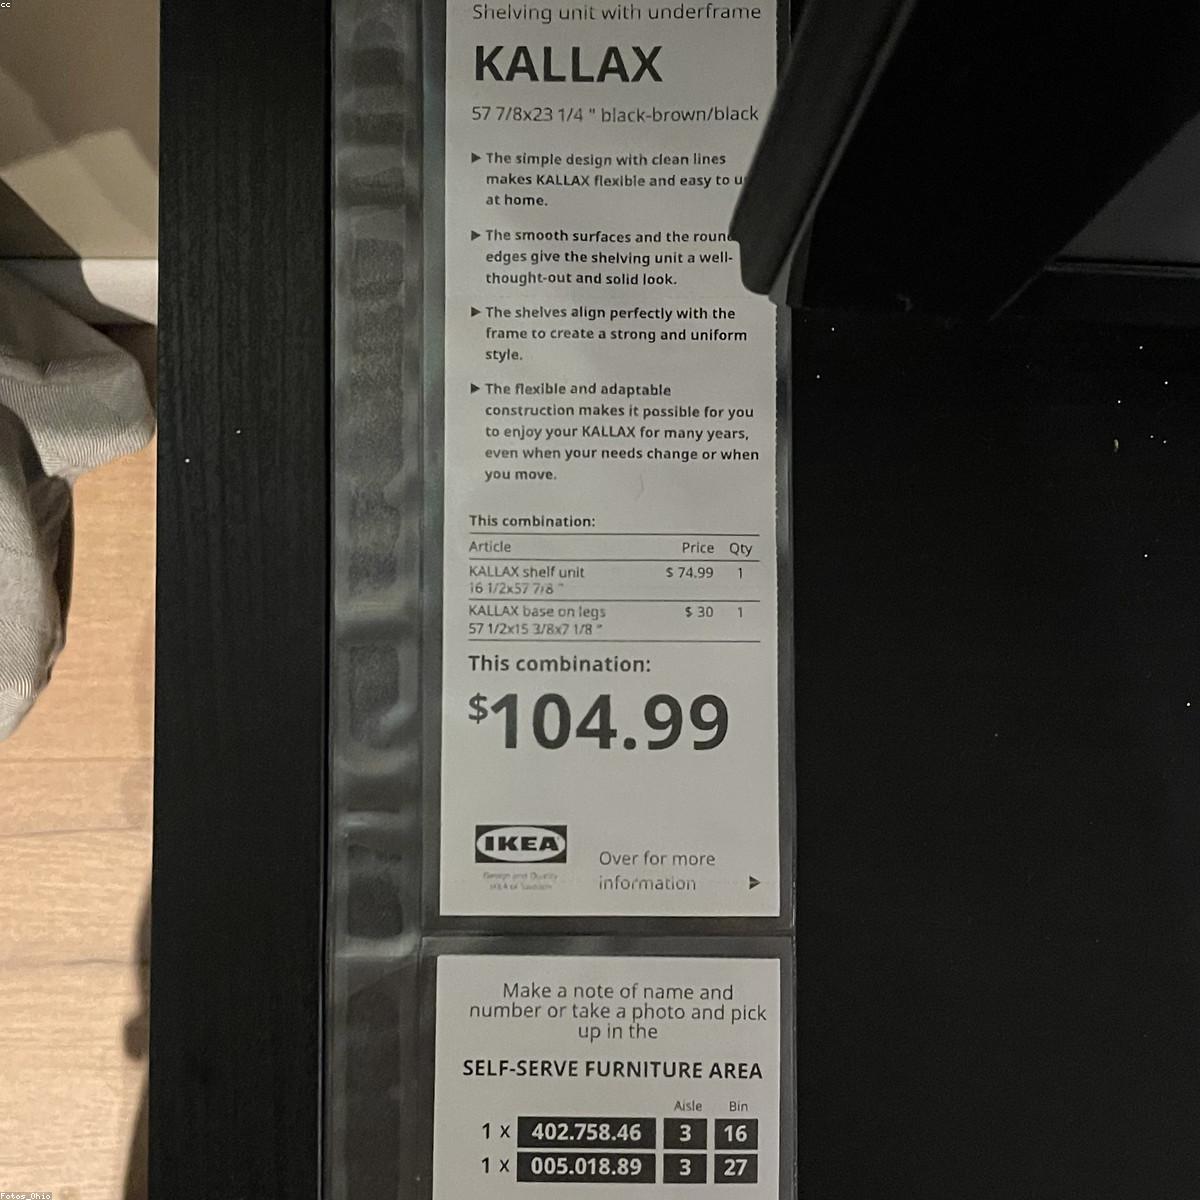 cc
Shelving unit with underframe
KALLAX
57 7/8x23 1/4 " black-brown/black
▶ The simple design with clean lines
makes KALLAX flexible and easy to
at home.
▶ The smooth surfaces and the
edges give the shelving unit a well-
thought-out and solid look.
▶ The shelves align perfectly with the
frame to create a strong and uniform
style.
▶ The flexible and adaptable
construction makes it possible for you
to enjoy your KALLAX for many years,
even when your needs change or when
you move.
This combination:
Article Price Qty
KALLAX shelf unit $ 74.99 1
16 1/2x57 7/8 "
KALLAX base on legs $ 30 1
57 1/2x15 3/8x7 1/8 "
This combination:
$104.99
IKEA
Design and Quality
IKEA of Sweden
Over for more
information ▶
Make a note of name and
number or take a photo and pick
up in the
SELF-SERVE FURNITURE AREA
Aisle Bin
1 x 402.758.46 3 16
1 x 005.018.89 3 27
Fotos_Ohio